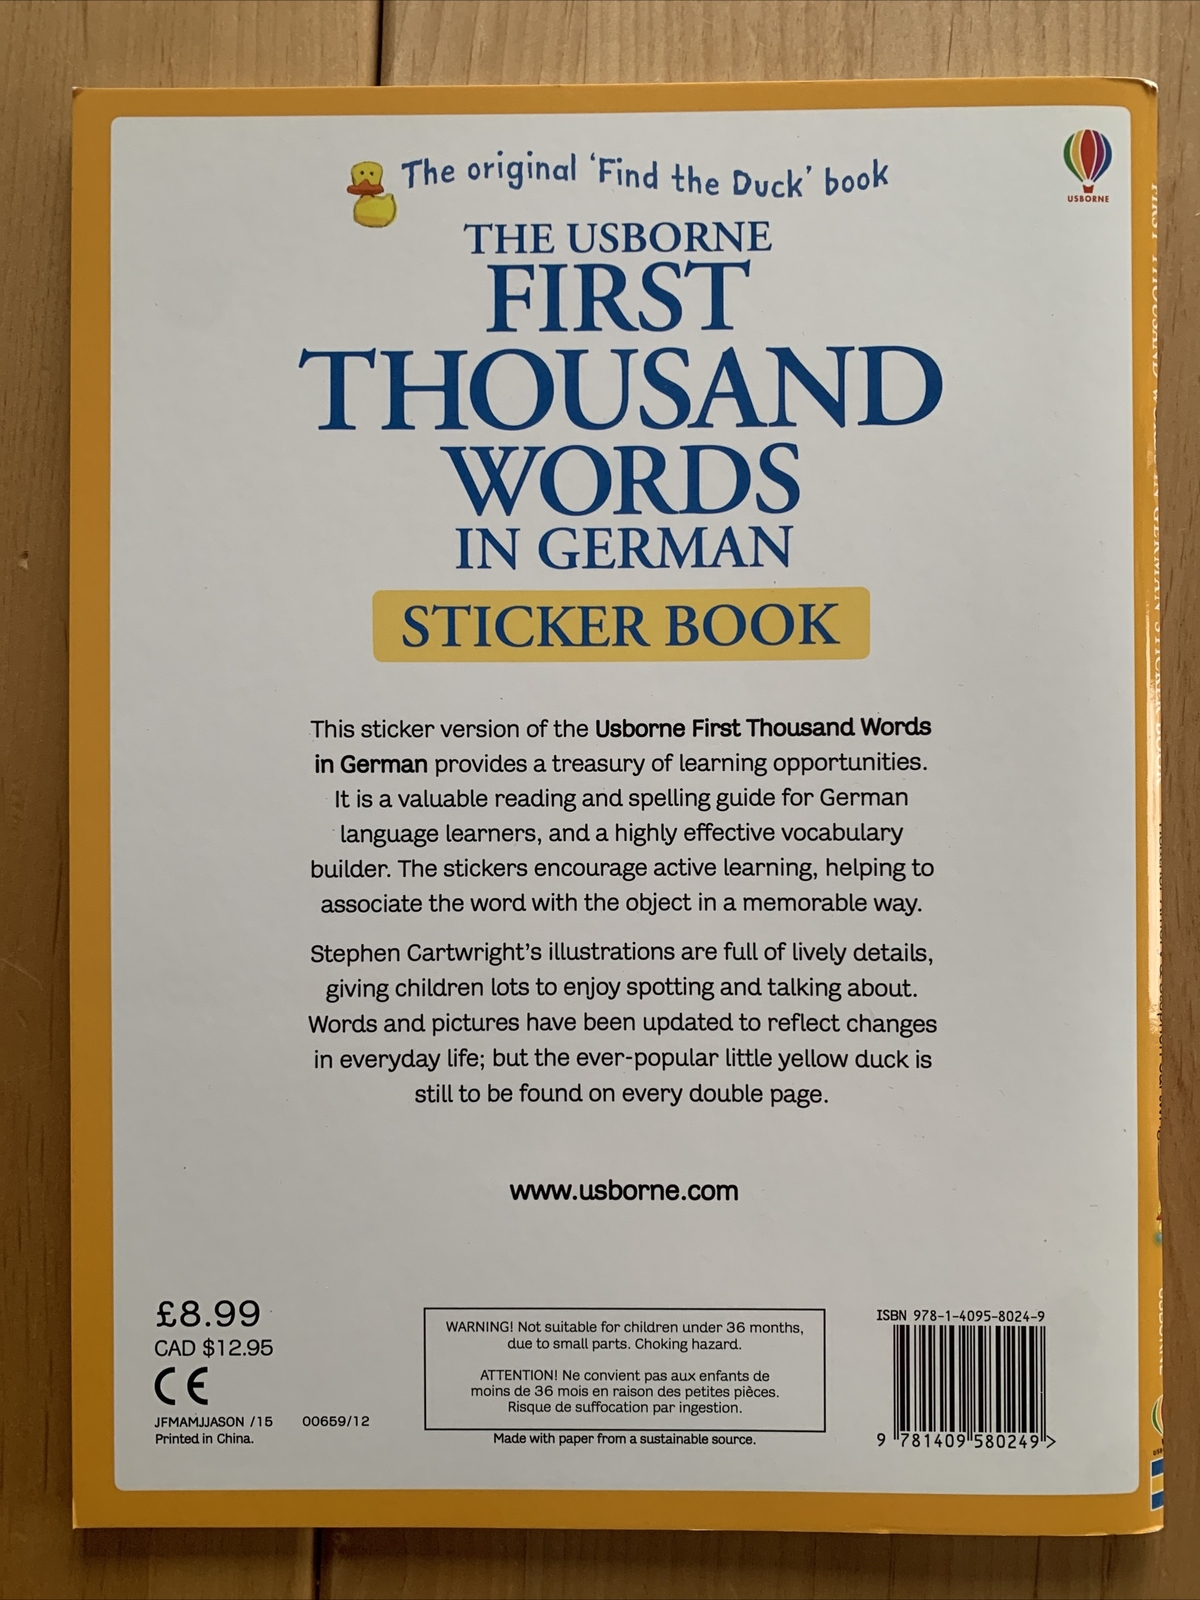 The original 'Find the Duck' book
USBORNE
THE USBORNE
FIRST
THOUSAND
WORDS
IN GERMAN
STICKER BOOK
This sticker version of the Usborne First Thousand Words
in German provides a treasury of learning opportunities.
It is a valuable reading and spelling guide for German
language learners, and a highly effective vocabulary
builder. The stickers encourage active learning, helping to
associate the word with the object in a memorable way.
Stephen Cartwright's illustrations are full of lively details,
giving children lots to enjoy spotting and talking about.
Words and pictures have been updated to reflect changes
in everyday life; but the ever-popular little yellow duck is
still to be found on every double page.
www.usborne.com
£8.99
CAD $12.95
CE
JFMAMJJASON /15 00659/12
Printed in China.
WARNING! Not suitable for children under 36 months,
due to small parts. Choking hazard.
ATTENTION! Ne convient pas aux enfants de
moins de 36 mois en raison des petites pièces.
Risque de suffocation par ingestion.
Made with paper from a sustainable source.
ISBN 978-1-4095-8024-9
9 781409 580249 >